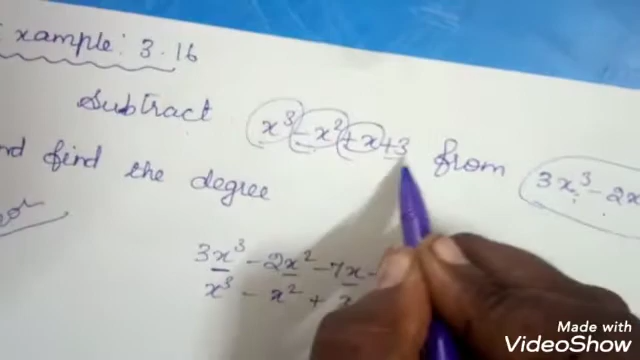 xample: 3.16
Subtract x³ - x² + x + 3 from 3x³ - 2x
nd find the degree
3x³ - 2x² - 7x -
x³ - x² + x
Made with
VideoShow